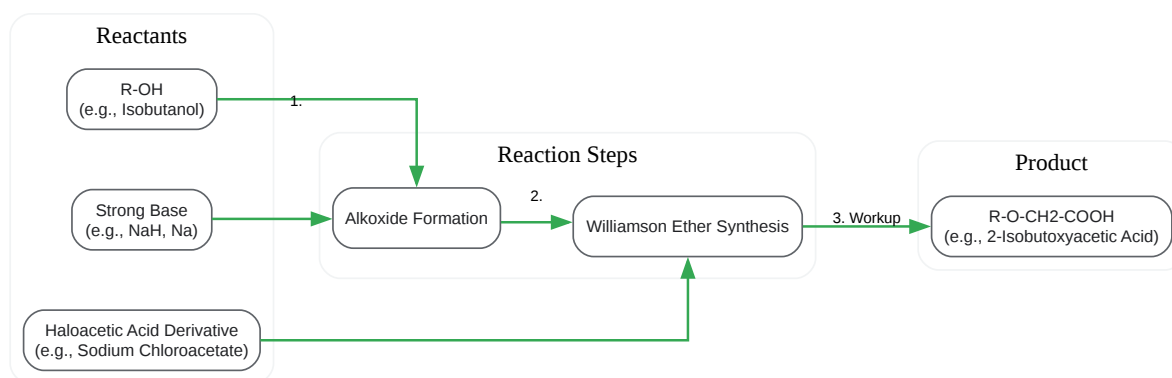 Reactants
R-OH
(e.g., Isobutanol)
1.
Strong Base
(e.g., NaH, Na)
Haloacetic Acid Derivative
(e.g., Sodium Chloroacetate)
Reaction Steps
Alkoxide Formation
2.
Williamson Ether Synthesis
3. Workup
Product
R-O-CH2-COOH
(e.g., 2-Isobutoxyacetic Acid)